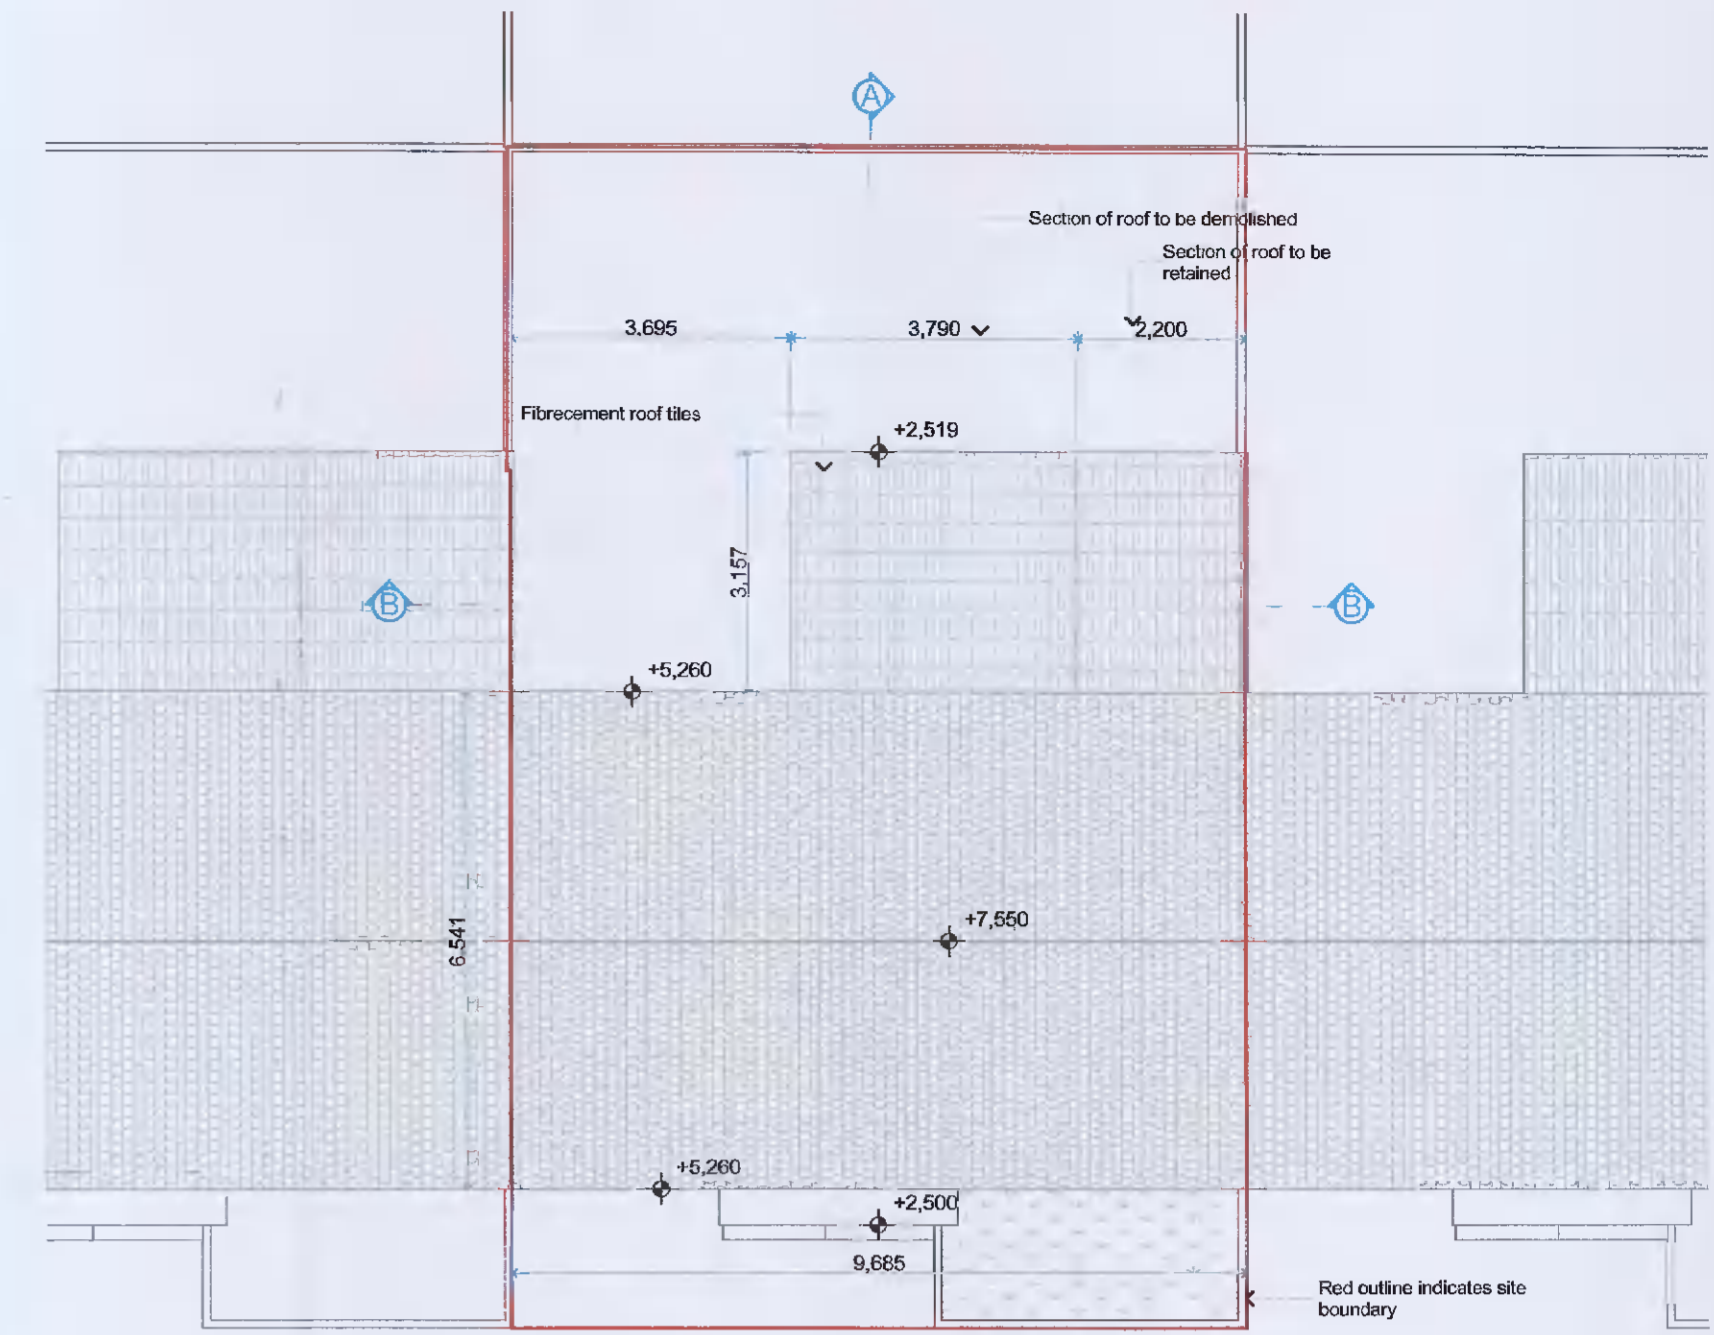 A
Section of roof to be demolished
Section of roof to be
retained
3,695
3,790
2,200
Fibrecement roof tiles
+2,519
3,157
B
B
+5,260
+7,550
6,541
+5,260
+2,500
9,685
Red outline indicates site
boundary